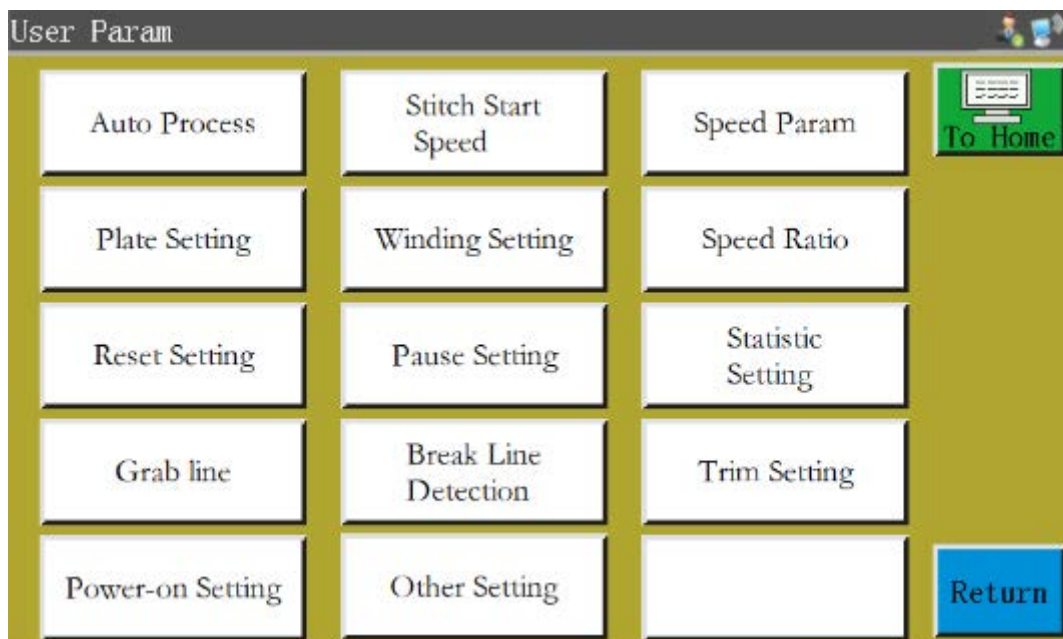 User Param
Auto Process
Stitch Start
Speed
Speed Param
To Home
Plate Setting
Winding Setting
Speed Ratio
Reset Setting
Pause Setting
Statistic
Setting
Grab line
Break Line
Detection
Trim Setting
Power-on Setting
Other Setting
Return